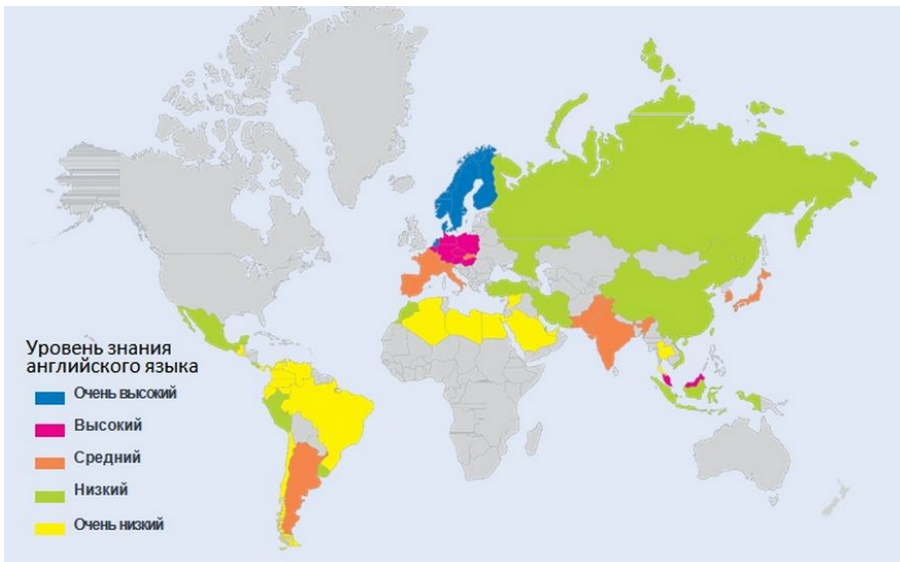 Уровень знания
английского языка
Очень высокий
Высокий
Средний
Низкий
Очень низкий